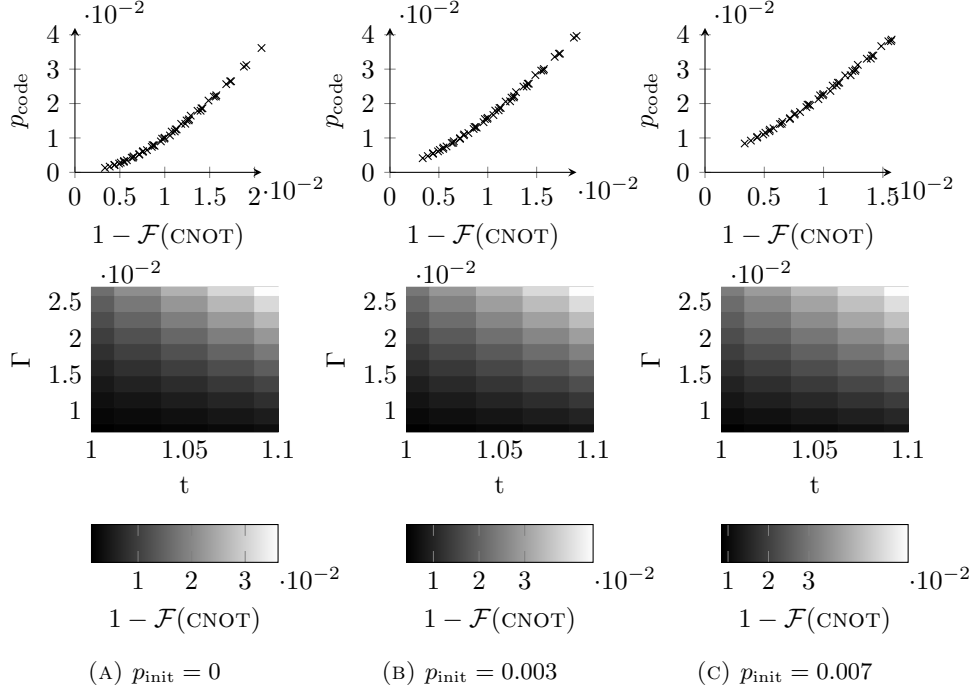 ·10⁻² ·10⁻² ·10⁻²
4 4 4
3 3 3
2 2 2
1 1 1
0 0 0
p_code p_code p_code
0 0.5 1 1.5 2 0 0.5 1 1.5 0 0.5 1 1.5
·10⁻² ·10⁻² ·10⁻²
1 − F(CNOT) 1 − F(CNOT) 1 − F(CNOT)
·10⁻² ·10⁻² ·10⁻²
2.5 2.5 2.5
2 2 2
1.5 1.5 1.5
1 1 1
Γ Γ Γ
1 1.05 1.1 1 1.05 1.1 1 1.05 1.1
t t t
1 2 3 ·10⁻² 1 2 3 ·10⁻² 1 2 3 ·10⁻²
1 − F(CNOT) 1 − F(CNOT) 1 − F(CNOT)
(A) p_init = 0 (B) p_init = 0.003 (C) p_init = 0.007